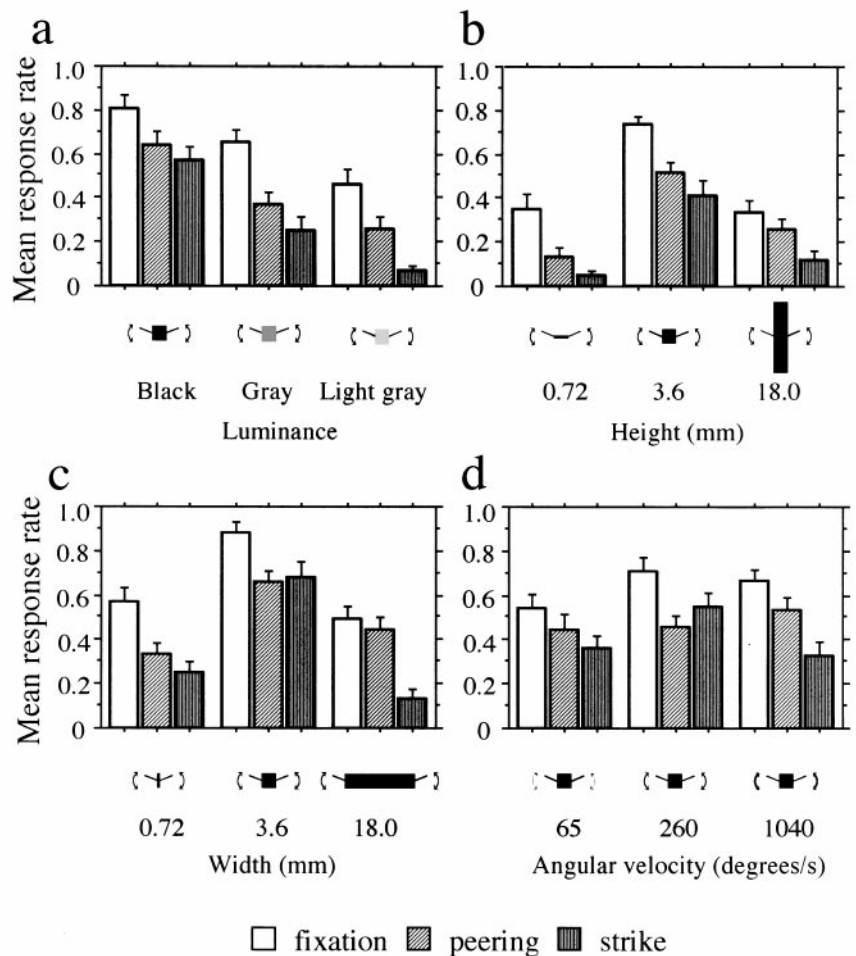 a
b
Mean response rate
1.0
0.8
0.6
0.4
0.2
0
1.0
0.8
0.6
0.4
0.2
0
Black Gray Light gray
Luminance
0.72 3.6 18.0
Height (mm)
c
d
Mean response rate
1.0
0.8
0.6
0.4
0.2
0
1.0
0.8
0.6
0.4
0.2
0
0.72 3.6 18.0
Width (mm)
65 260 1040
Angular velocity (degrees/s)
fixation peering strike